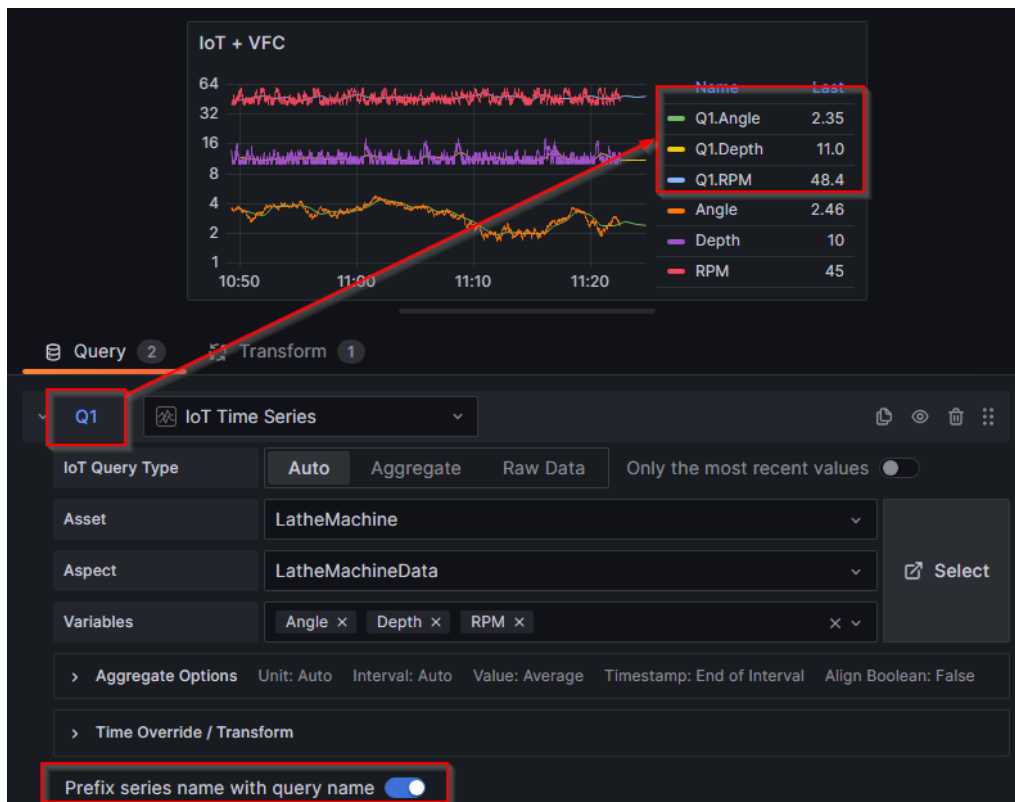 IoT + VFC
64
32
16
8
4
2
1
10:50 11:00 11:10 11:20
Name Last
Q1.Angle 2.35
Q1.Depth 11.0
Q1.RPM 48.4
Angle 2.46
Depth 10
RPM 45
Query 2 Transform 1
Q1 IoT Time Series
IoT Query Type Auto Aggregate Raw Data Only the most recent values
Asset LatheMachine
Aspect LatheMachineData
Select
Variables Angle × Depth × RPM ×
Aggregate Options Unit: Auto Interval: Auto Value: Average Timestamp: End of Interval Align Boolean: False
Time Override / Transform
Prefix series name with query name